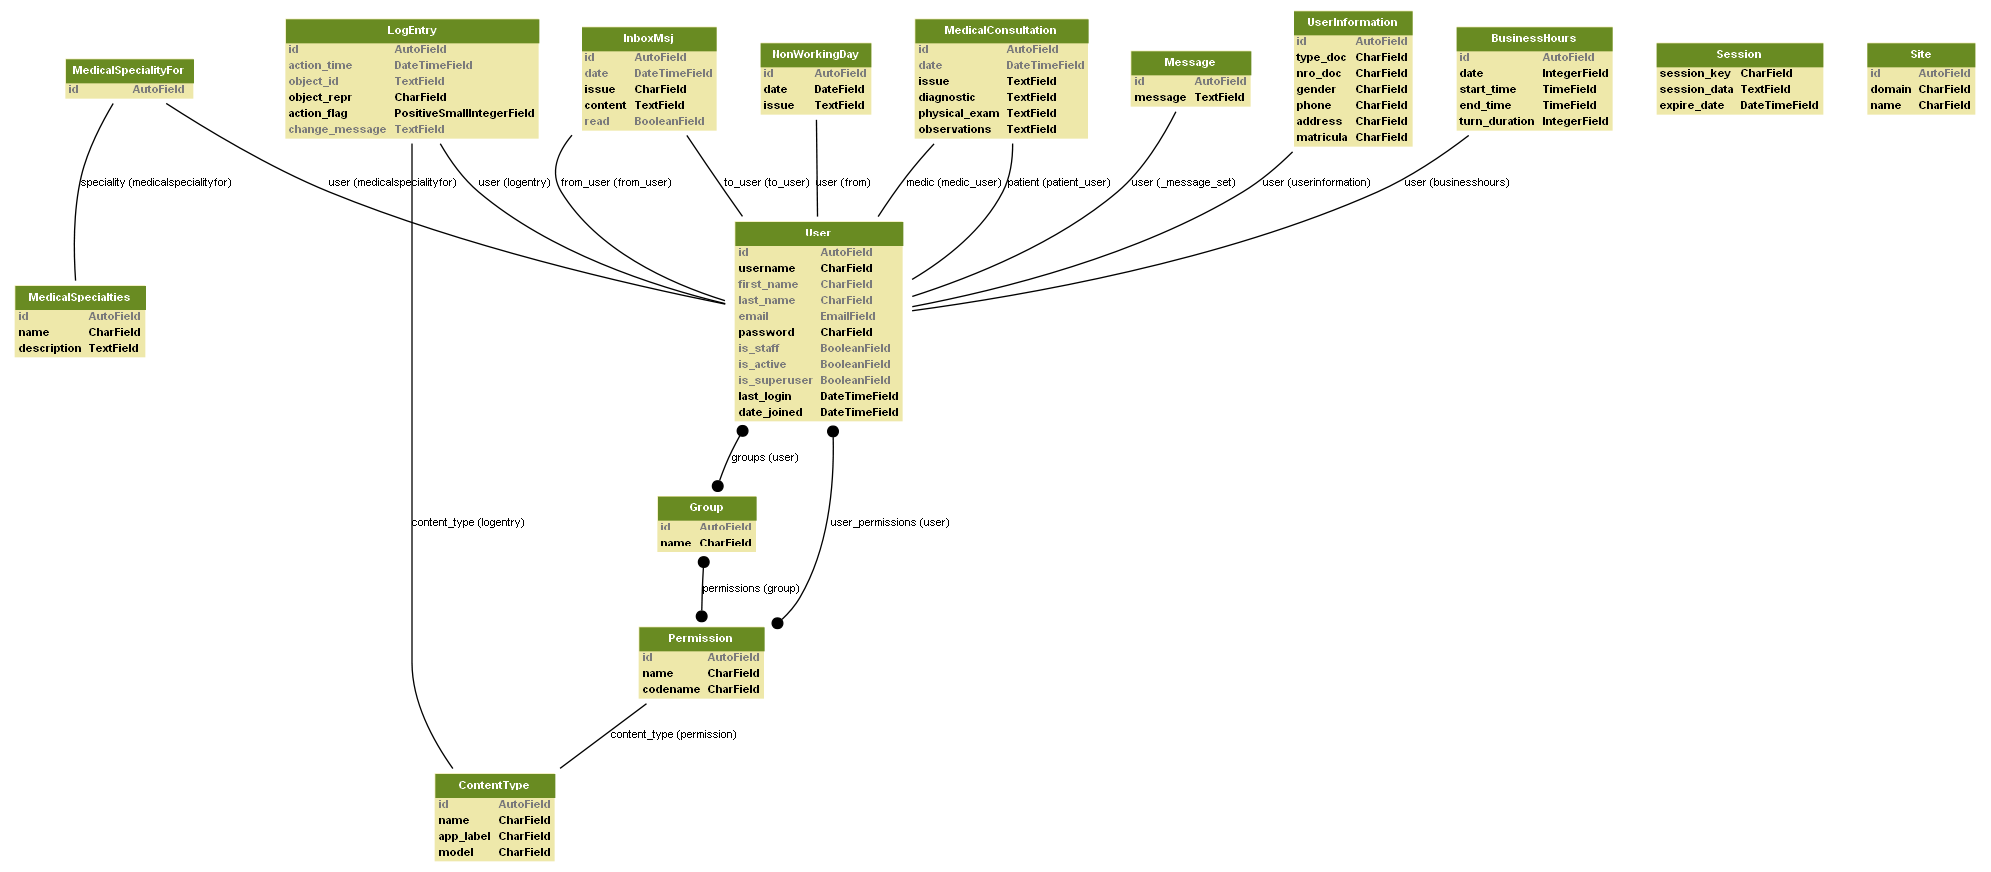 MedicalSpecialityFor
id AutoField
LogEntry
id AutoField
action_time DateTimeField
object_id TextField
object_repr CharField
action_flag PositiveSmallIntegerField
change_message TextField
InboxMsj
id AutoField
date DateTimeField
issue CharField
content TextField
read BooleanField
NonWorkingDay
id AutoField
date DateField
issue TextField
MedicalConsultation
id AutoField
date DateTimeField
issue TextField
diagnostic TextField
physical_exam TextField
observations TextField
Message
id AutoField
message TextField
UserInformation
id AutoField
type_doc CharField
nro_doc CharField
gender CharField
phone CharField
address CharField
matricula CharField
BusinessHours
id AutoField
date IntegerField
start_time TimeField
end_time TimeField
turn_duration IntegerField
Session
session_key CharField
session_data TextField
expire_date DateTimeField
Site
id AutoField
domain CharField
name CharField
speciality (medicalspecialityfor)
user (medicalspecialityfor)
user (logentry)
from_user (from_user)
to_user (to_user)
user (from)
medic (medic_user)
patient (patient_user)
user (_message_set)
user (userinformation)
user (businesshours)
User
id AutoField
username CharField
first_name CharField
last_name CharField
email EmailField
password CharField
is_staff BooleanField
is_active BooleanField
is_superuser BooleanField
last_login DateTimeField
date_joined DateTimeField
MedicalSpecialties
id AutoField
name CharField
description TextField
groups (user)
Group
id AutoField
name CharField
content_type (logentry)
user_permissions (user)
permissions (group)
Permission
id AutoField
name CharField
codename CharField
content_type (permission)
ContentType
id AutoField
name CharField
app_label CharField
model CharField